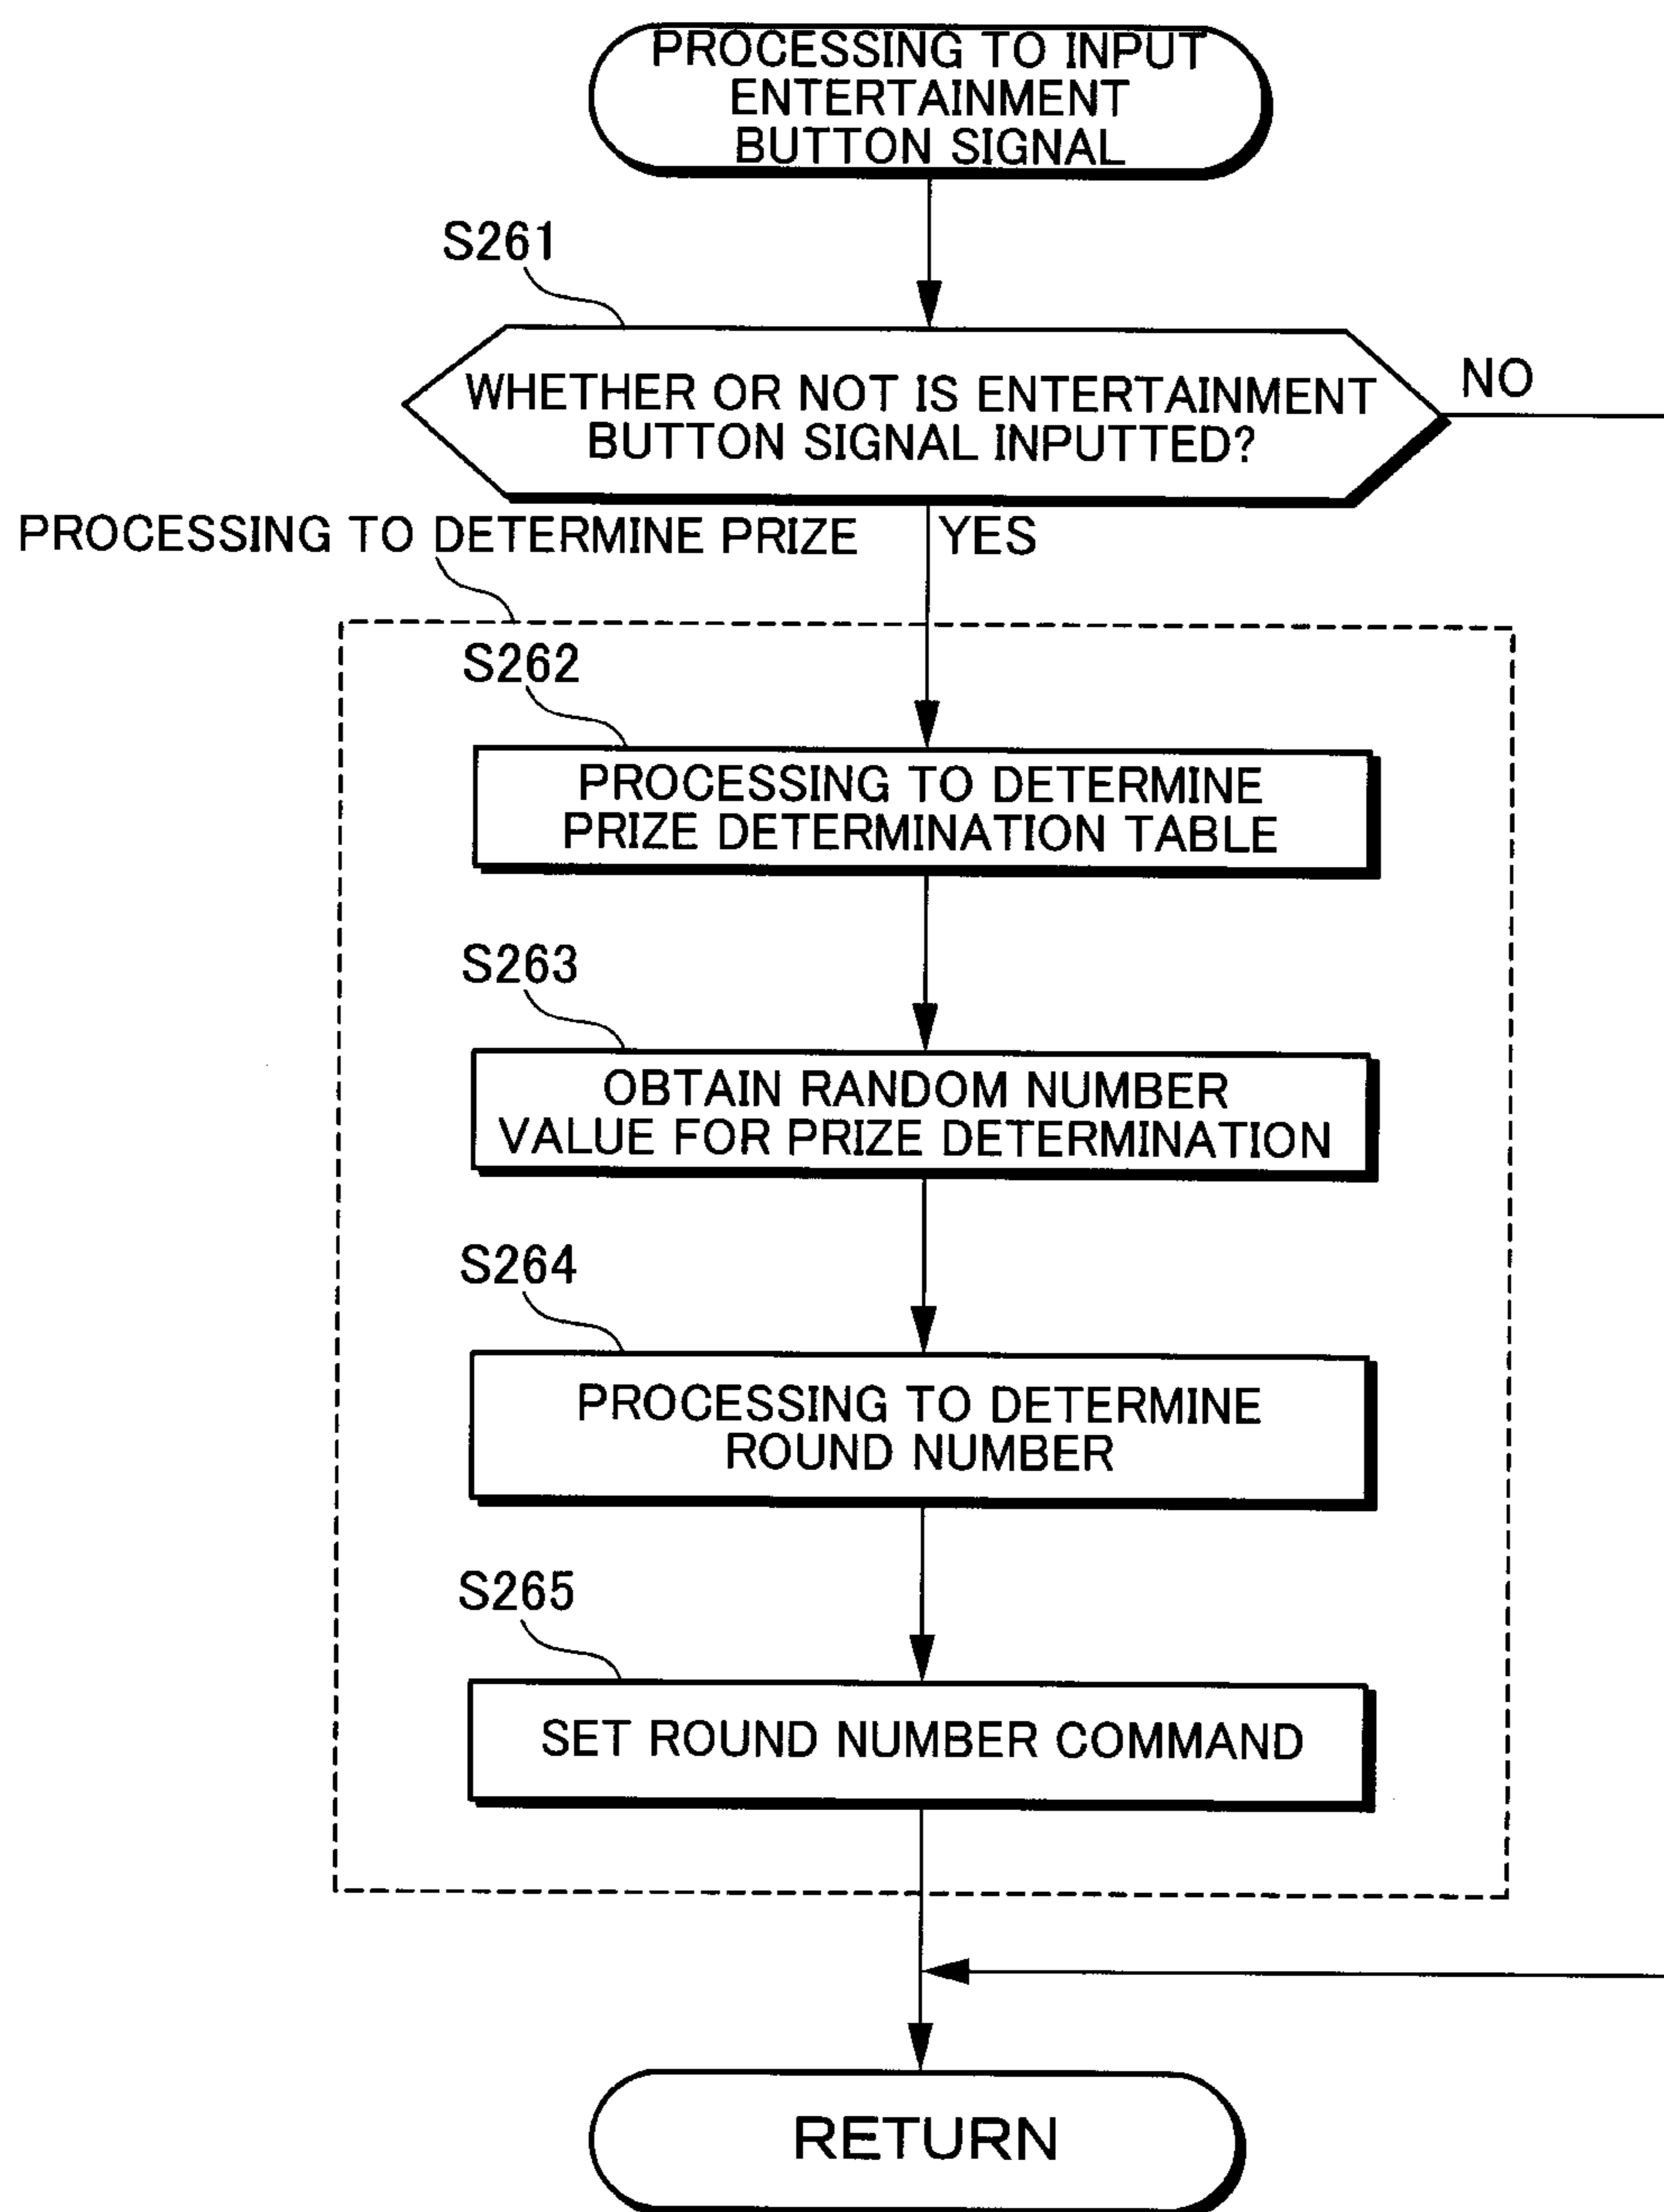 PROCESSING TO INPUT
ENTERTAINMENT
BUTTON SIGNAL
S261
WHETHER OR NOT IS ENTERTAINMENT
BUTTON SIGNAL INPUTTED?
NO
PROCESSING TO DETERMINE PRIZE
YES
S262
PROCESSING TO DETERMINE
PRIZE DETERMINATION TABLE
S263
OBTAIN RANDOM NUMBER
VALUE FOR PRIZE DETERMINATION
S264
PROCESSING TO DETERMINE
ROUND NUMBER
S265
SET ROUND NUMBER COMMAND
RETURN